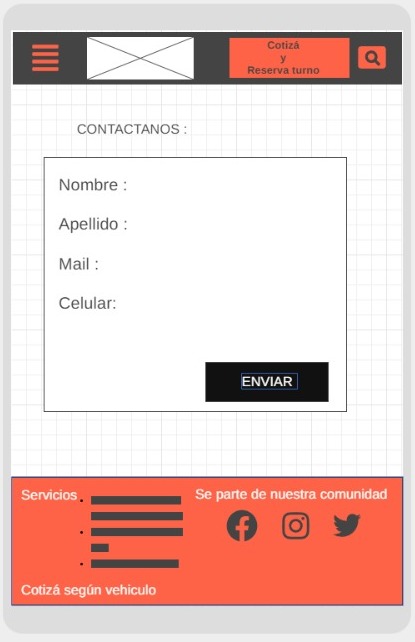 Cotizá
y
Reserva turno
CONTACTANOS :
Nombre :
Apellido :
Mail :
Celular:
ENVIAR
Servicios
Se parte de nuestra comunidad
Cotizá según vehiculo